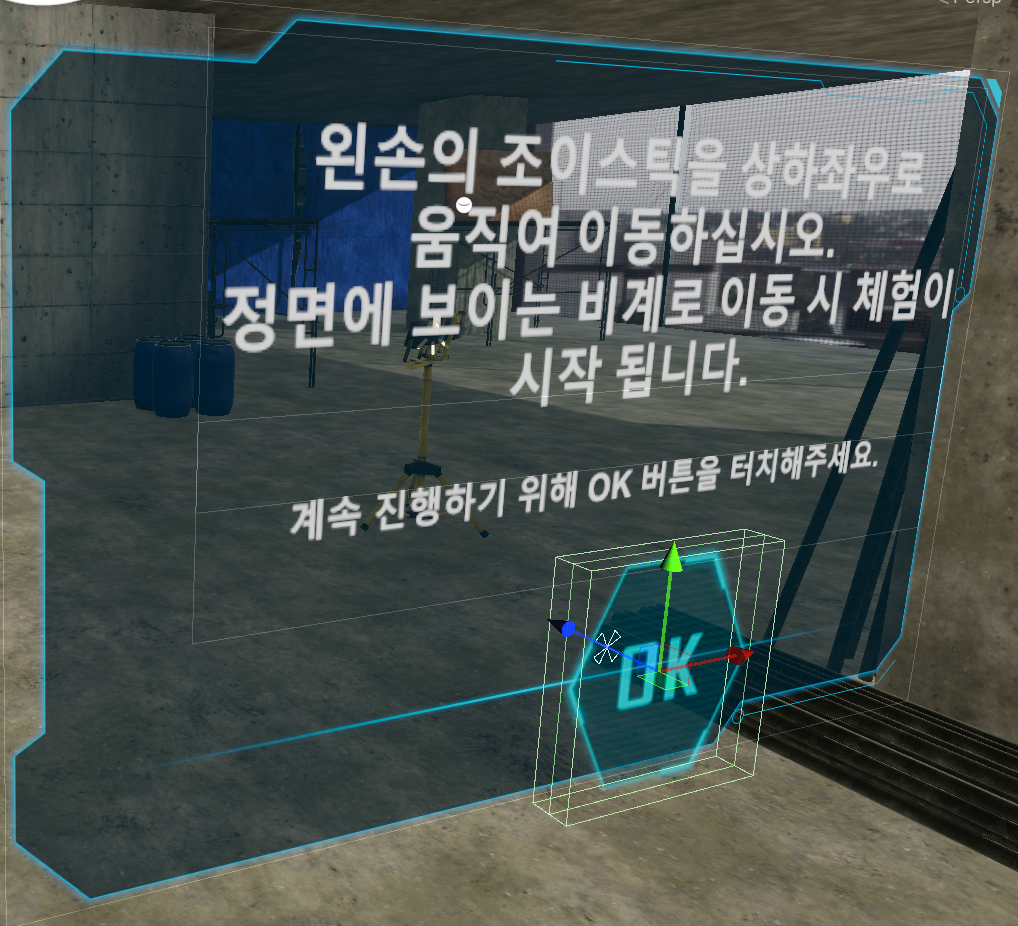 왼손의 조이스틱을 상하좌우로
움직여 이동하십시오.
정면에 보이는 비계로 이동 시 체험이
시작 됩니다.
계속 진행하기 위해 OK 버튼을 터치해주세요.
OK